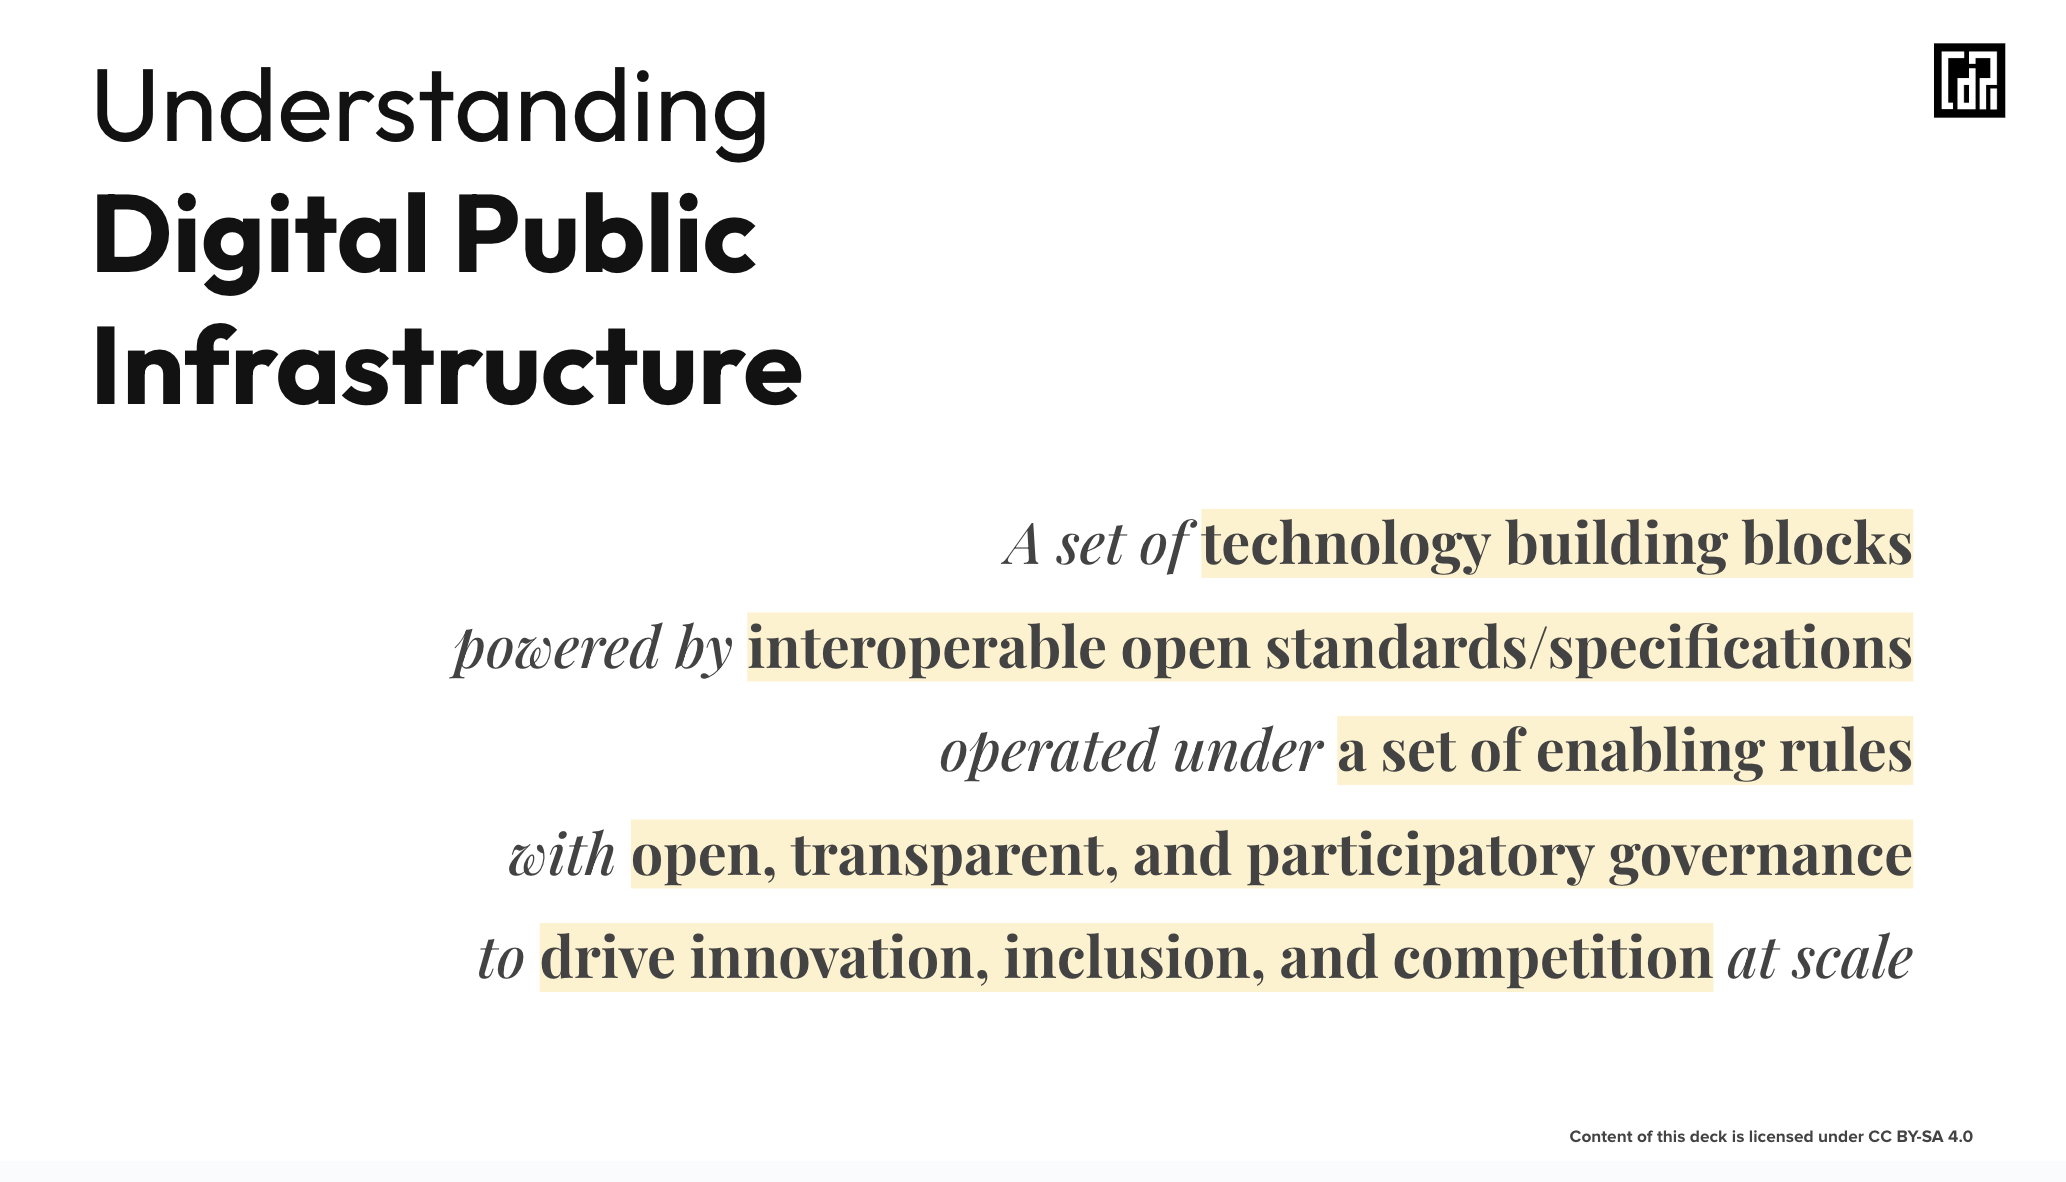 Understanding
Digital Public
Infrastructure
A set of technology building blocks
powered by interoperable open standards/specifications
operated under a set of enabling rules
with open, transparent, and participatory governance
to drive innovation, inclusion, and competition at scale
Content of this deck is licensed under CC BY-SA 4.0